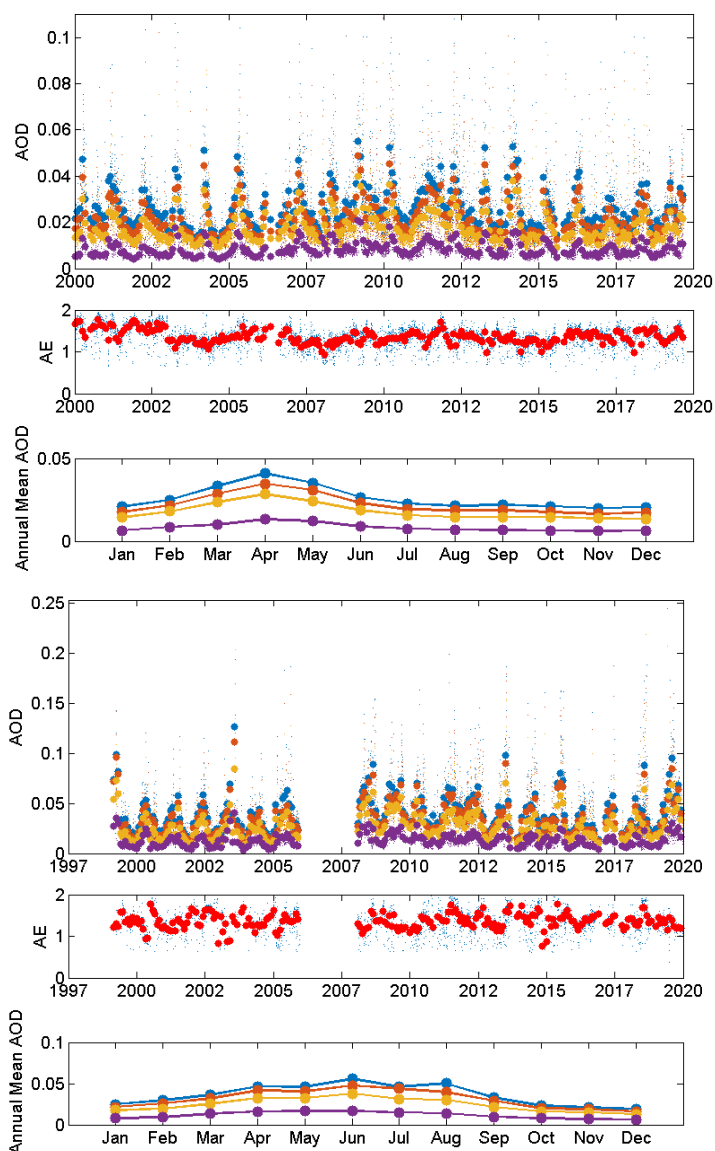 0.1
0.08
0.06
0.04
0.02
0
AOD
2000 2002 2005 2007 2010 2012 2015 2017 2020
2
1
0
AE
2000 2002 2005 2007 2010 2012 2015 2017 2020
0.05
0
Annual Mean AOD
Jan Feb Mar Apr May Jun Jul Aug Sep Oct Nov Dec
0.25
0.2
0.15
0.1
0.05
0
AOD
1997 2000 2002 2005 2007 2010 2012 2015 2017 2020
2
1
0
AE
1997 2000 2002 2005 2007 2010 2012 2015 2017 2020
0.1
0.05
0
Annual Mean AOD
Jan Feb Mar Apr May Jun Jul Aug Sep Oct Nov Dec